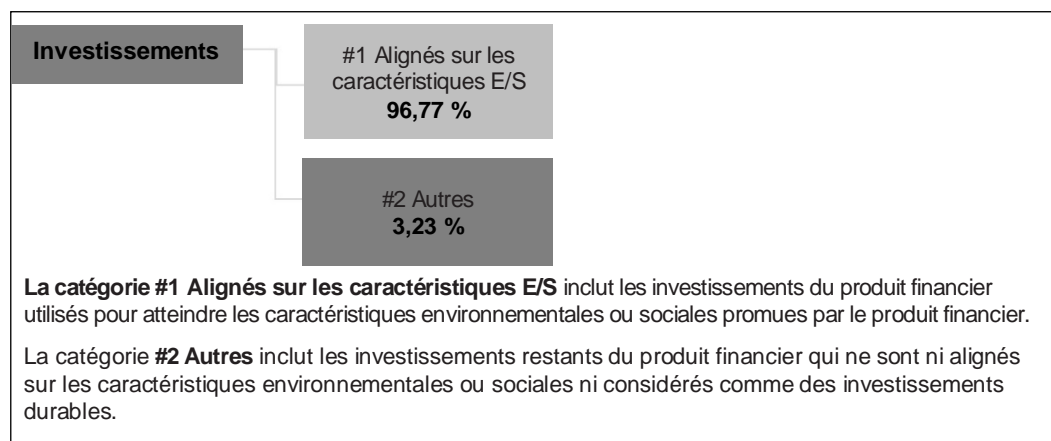 Investissements
#1 Alignés sur les
caractéristiques E/S
96,77 %
#2 Autres
3,23 %
La catégorie #1 Alignés sur les caractéristiques E/S inclut les investissements du produit financier
utilisés pour atteindre les caractéristiques environnementales ou sociales promues par le produit financier.
La catégorie #2 Autres inclut les investissements restants du produit financier qui ne sont ni alignés
sur les caractéristiques environnementales ou sociales ni considérés comme des investissements
durables.